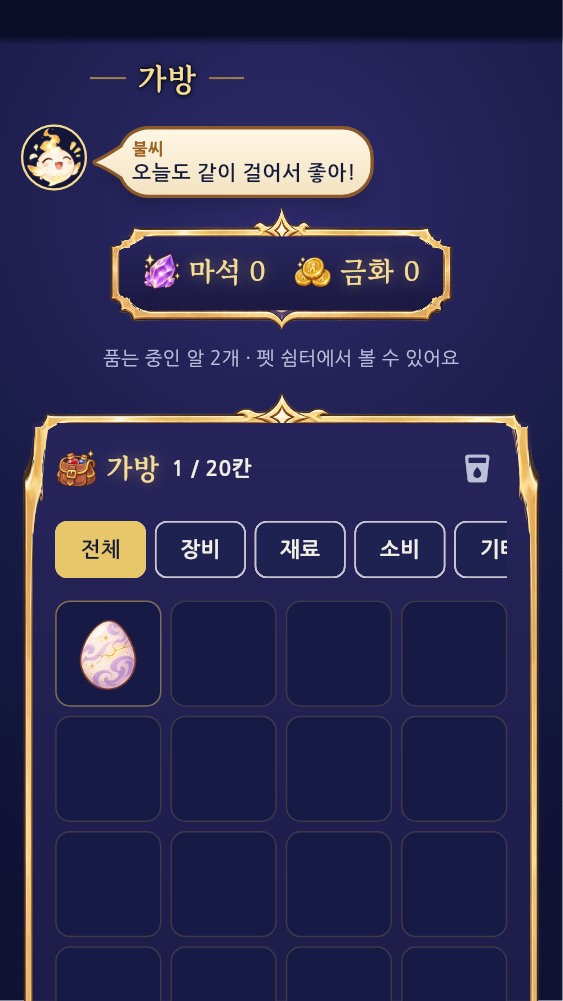 가방
불씨
오늘도 같이 걸어서 좋아!
마석 0 금화 0
품는 중인 알 2개 · 펫 쉼터에서 볼 수 있어요
가방 1 / 20칸
전체 장비 재료 소비